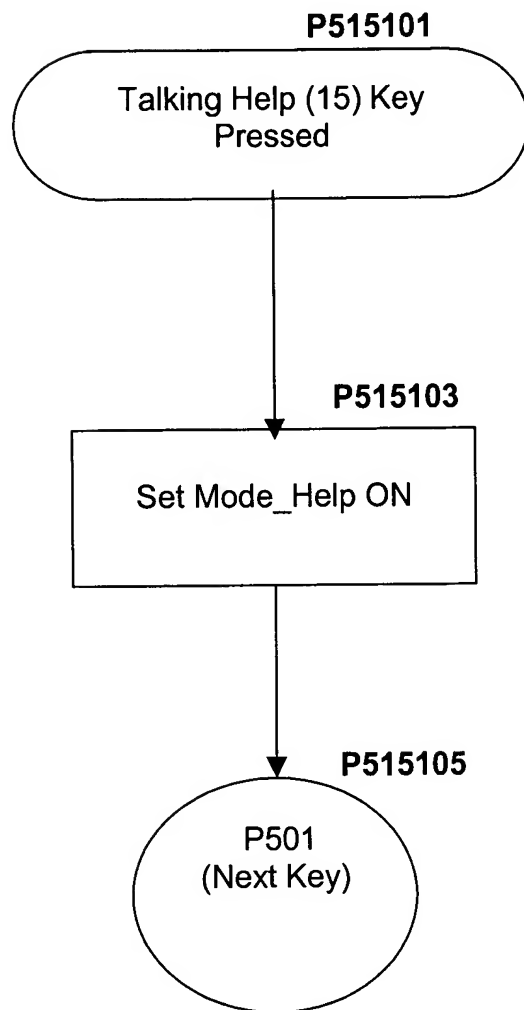 P515101
Talking Help (15) Key
Pressed
P515103
Set Mode_Help ON
P515105
P501
(Next Key)